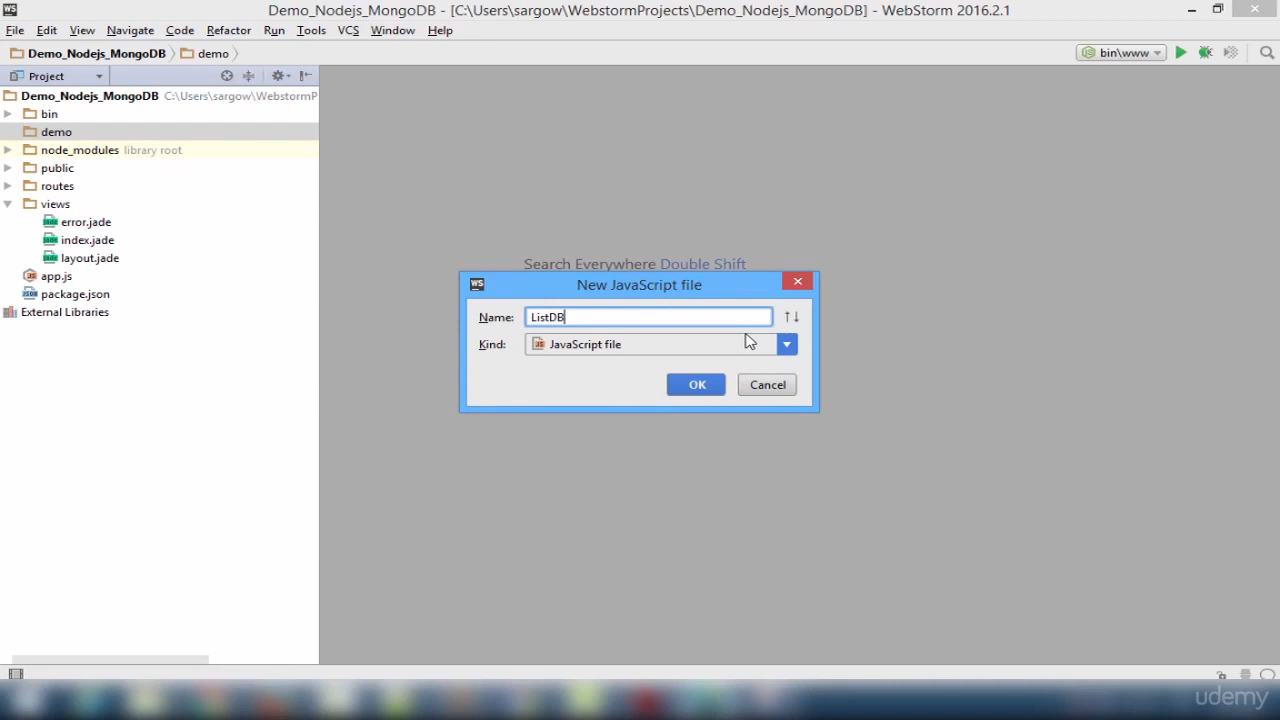 WS Demo_Nodejs_MongoDB - [C:\Users\sargow\WebstormProjects\Demo_Nodejs_MongoDB] - WebStorm 2016.2.1
File Edit View Navigate Code Refactor Run Tools VCS Window Help
Demo_Nodejs_MongoDB demo bin\www
Project
Demo_Nodejs_MongoDB C:\Users\sargow\WebstormP
bin
demo
node_modules library root
public
routes
views
error.jade
index.jade
layout.jade
app.js
package.json
External Libraries
Search Everywhere Double Shift
WS New JavaScript file
Name: ListDB
Kind: JavaScript file
OK Cancel
udemy